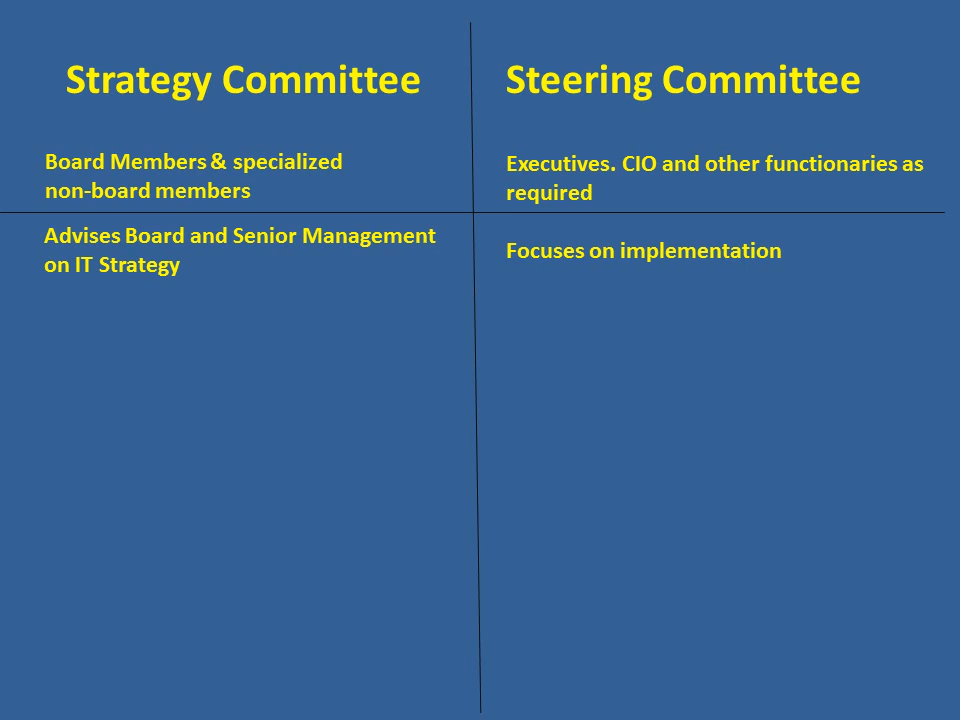 Strategy Committee
Steering Committee
Board Members & specialized
non-board members
Executives. CIO and other functionaries as
required
Advises Board and Senior Management
on IT Strategy
Focuses on implementation